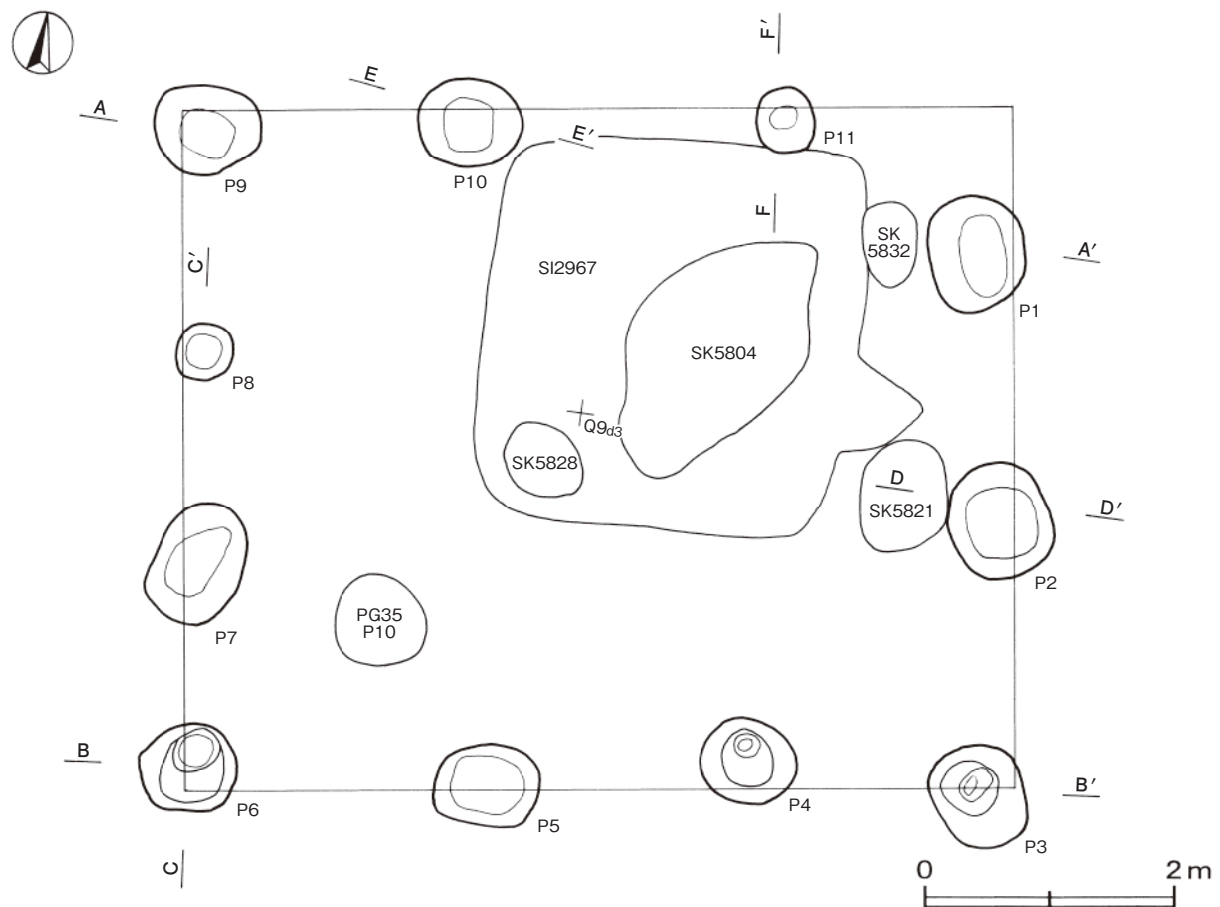 F′
E
A
E′
P11
P9
P10
F
SK
5832
C′
A′
SI2967
P1
SK5804
P8
Q9d3
SK5828
D
SK5821
D′
P2
PG35
P10
P7
B
B′
P6
P5
P4
P3
C
0
2 m